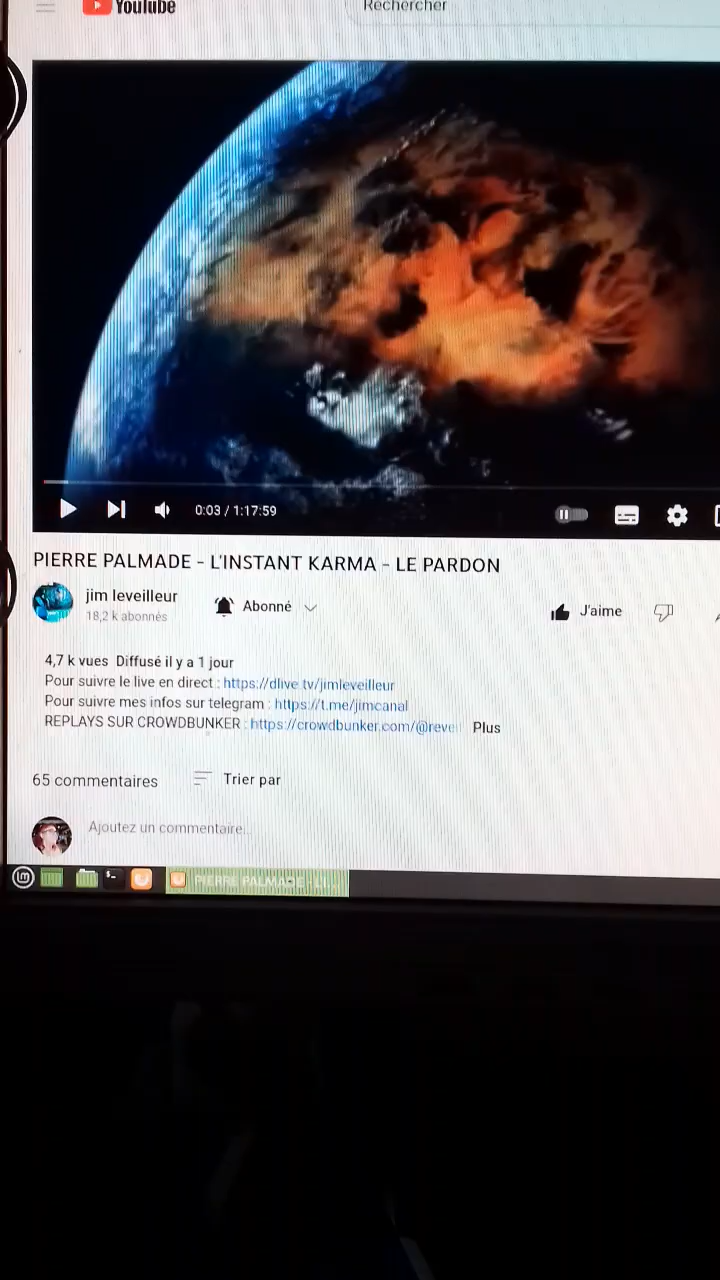 YouTube
Rechercher
0:03 / 1:17:59
PIERRE PALMADE - L'INSTANT KARMA - LE PARDON
jim leveilleur
18,2 k abonnés
Abonné
J'aime
4,7 k vues Diffusé il y a 1 jour
Pour suivre le live en direct : https://dlive.tv/jimleveilleur
Pour suivre mes infos sur telegram : https://t.me/jimcanal
REPLAYS SUR CROWDBUNKER : https://crowdbunker.com/@revei Plus
65 commentaires
Trier par
Ajoutez un commentaire...
PIERRE PALMADE - L'I...